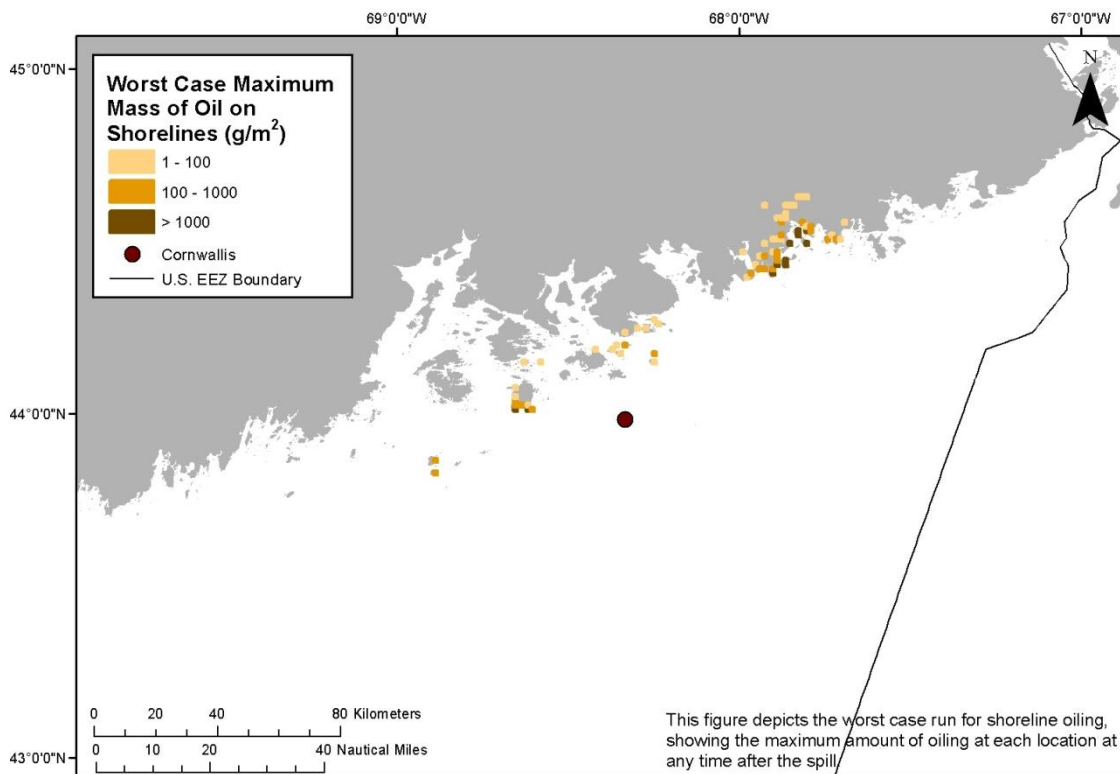 69°0'0"W 68°0'0"W 67°0'0"W
45°0'0"N
44°0'0"N
43°0'0"N
Worst Case Maximum
Mass of Oil on
Shorelines (g/m²)
1 - 100
100 - 1000
> 1000
Cornwallis
U.S. EEZ Boundary
N
0 20 40 80 Kilometers
0 10 20 40 Nautical Miles
This figure depicts the worst case run for shoreline oiling,
showing the maximum amount of oiling at each location at
any time after the spill.